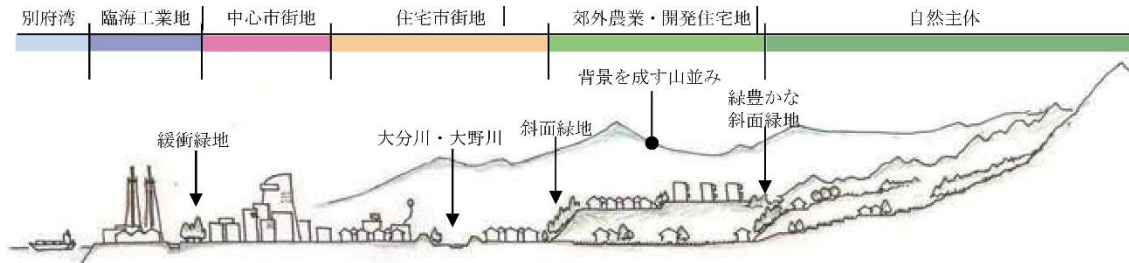 別府湾
臨海工業地
中心市街地
住宅市街地
郊外農業・開発住宅地
自然主体
背景を成す山並み
緑豊かな
斜面緑地
緩衝緑地
大分川・大野川
斜面緑地